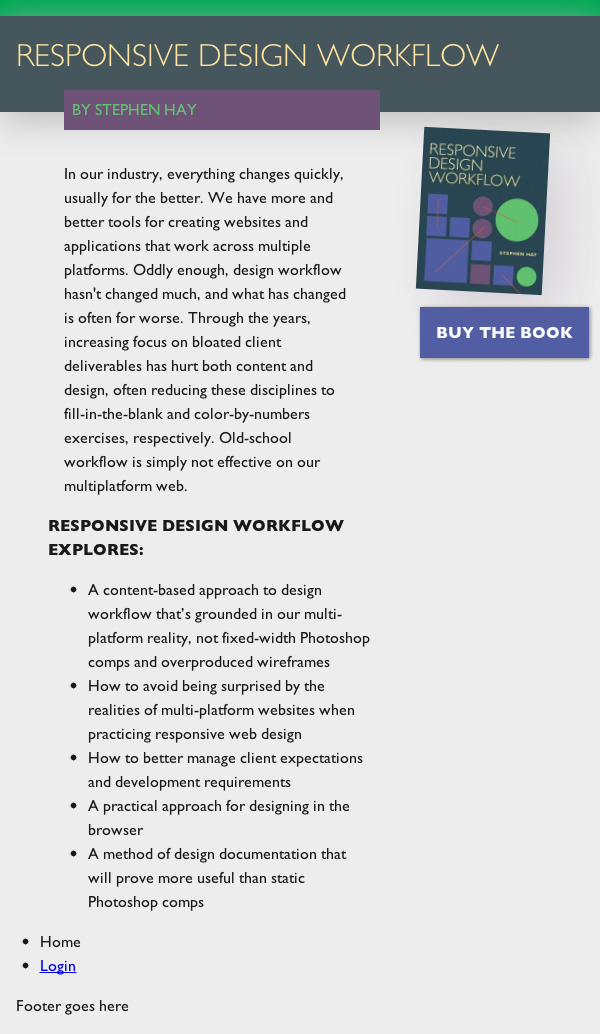 RESPONSIVE DESIGN WORKFLOW
BY STEPHEN HAY
In our industry, everything changes quickly,
usually for the better. We have more and
better tools for creating websites and
applications that work across multiple
platforms. Oddly enough, design workflow
hasn't changed much, and what has changed
is often for worse. Through the years,
increasing focus on bloated client
deliverables has hurt both content and
design, often reducing these disciplines to
fill-in-the-blank and color-by-numbers
exercises, respectively. Old-school
workflow is simply not effective on our
multiplatform web.
RESPONSIVE
DESIGN
WORKFLOW
STEPHEN HAY
BUY THE BOOK
RESPONSIVE DESIGN WORKFLOW
EXPLORES:
• A content-based approach to design
workflow that’s grounded in our multi-
platform reality, not fixed-width Photoshop
comps and overproduced wireframes
• How to avoid being surprised by the
realities of multi-platform websites when
practicing responsive web design
• How to better manage client expectations
and development requirements
• A practical approach for designing in the
browser
• A method of design documentation that
will prove more useful than static
Photoshop comps
• Home
• Login
Footer goes here